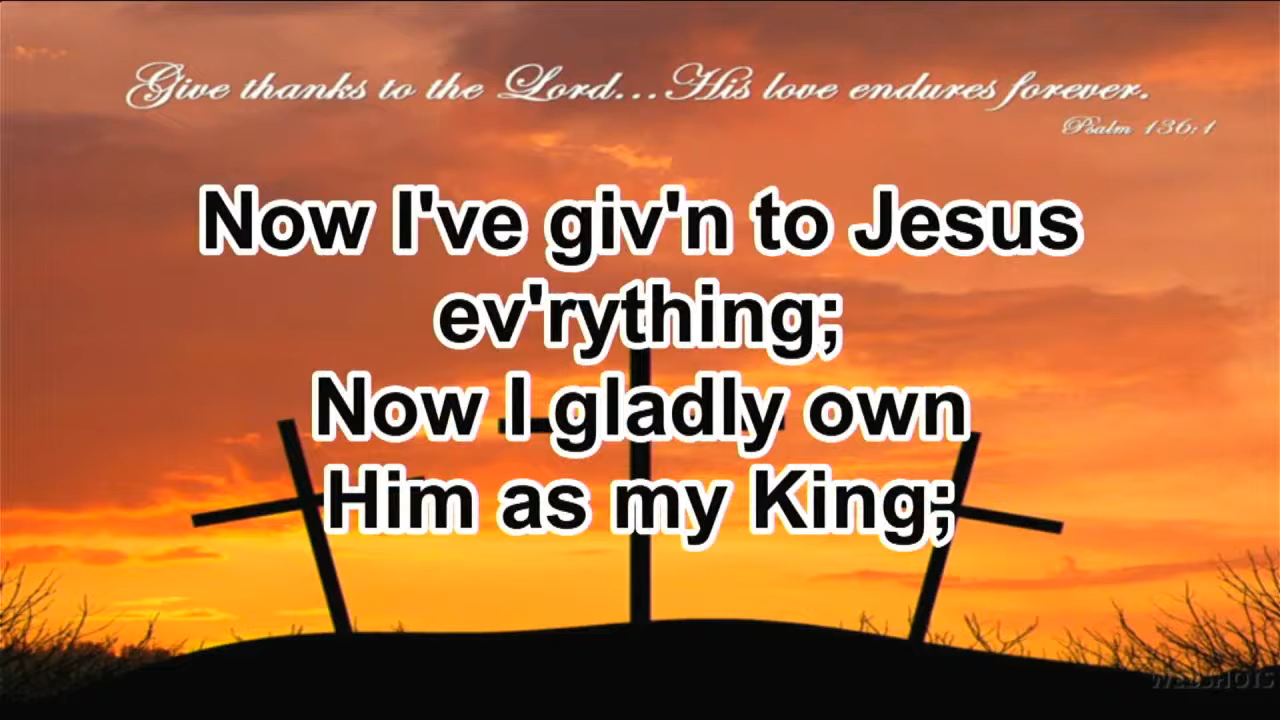 Give thanks to the Lord...His love endures forever.
Psalm 136:1
Now I've giv'n to Jesus
ev'rything;
Now I gladly own
Him as my King;
WEBSHOTS